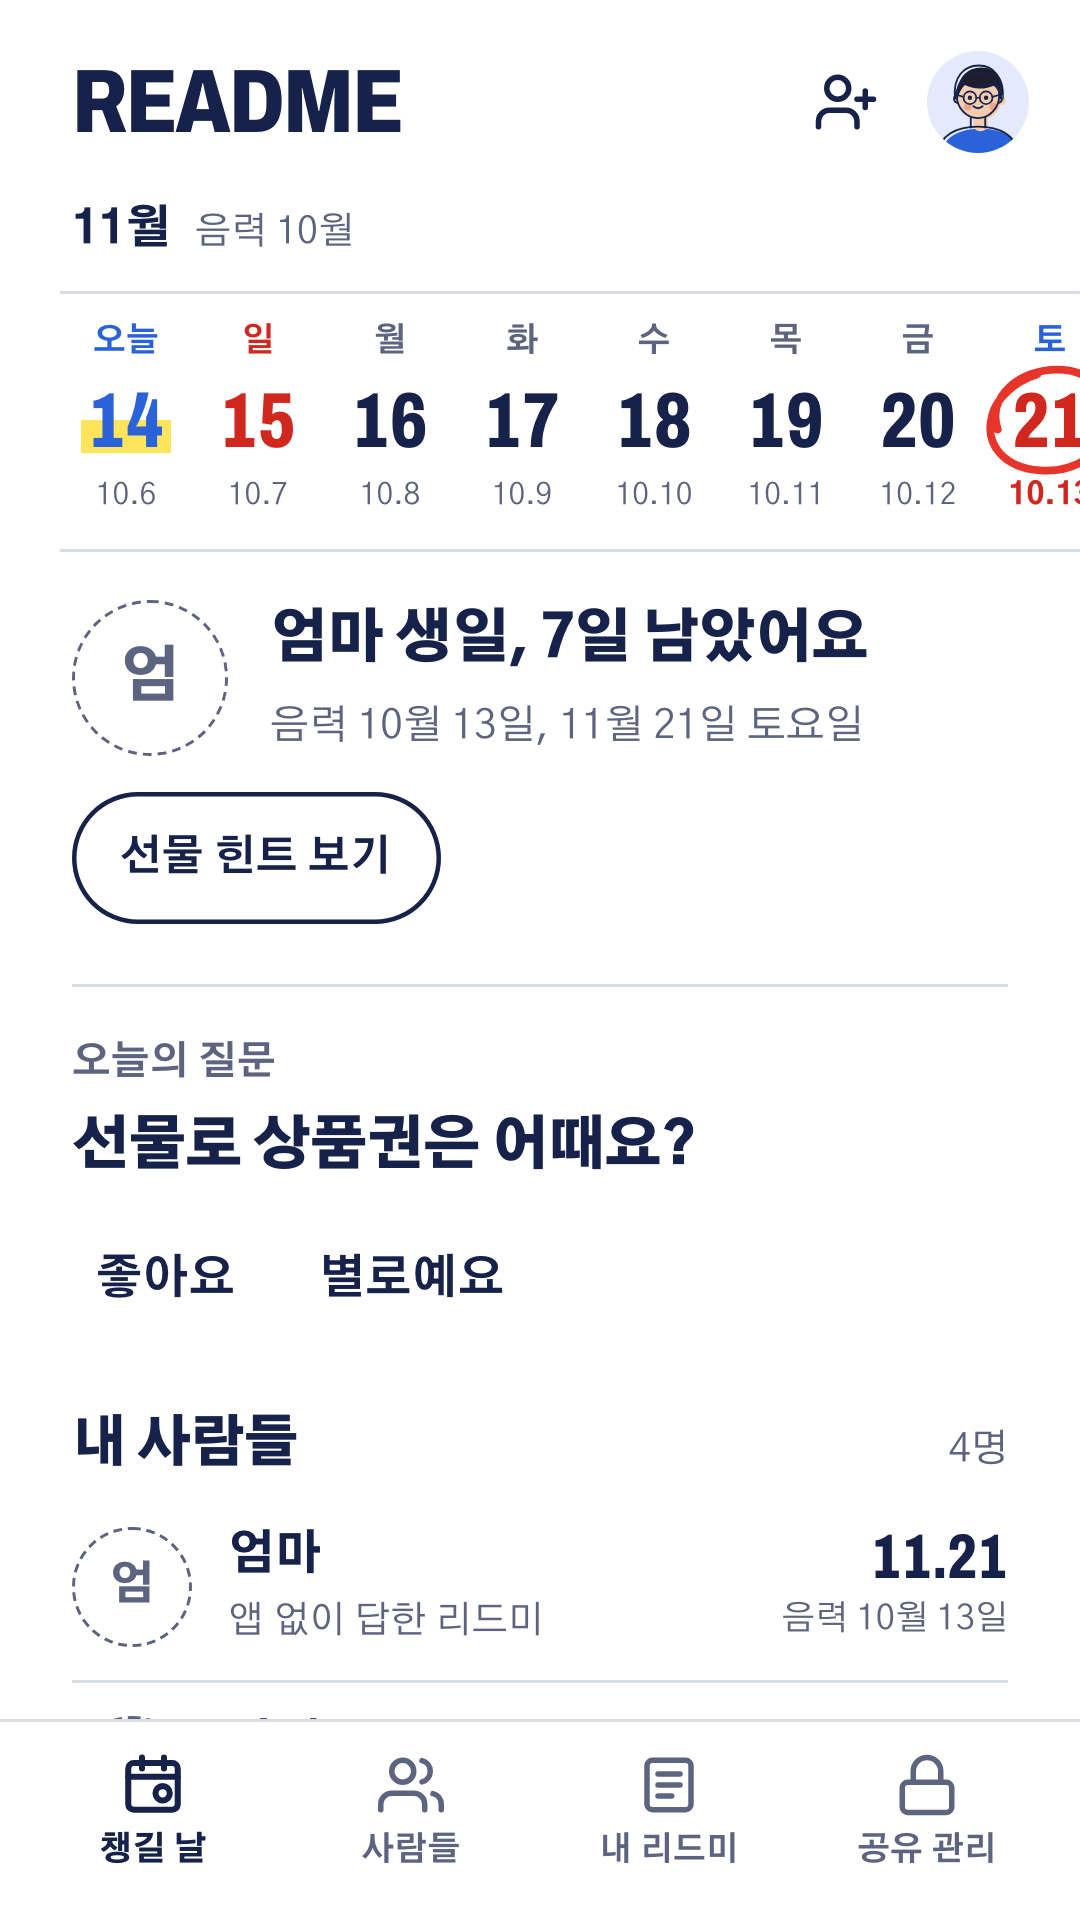 README
11월 음력 10월
오늘 일 월 화 수 목 금 토
14 15 16 17 18 19 20 21
10.6 10.7 10.8 10.9 10.10 10.11 10.12 10.13
엄
엄마 생일, 7일 남았어요
음력 10월 13일, 11월 21일 토요일
선물 힌트 보기
오늘의 질문
선물로 상품권은 어때요?
좋아요 별로예요
내 사람들 4명
엄
엄마 11.21
앱 없이 답한 리드미 음력 10월 13일
챙길 날 사람들 내 리드미 공유 관리